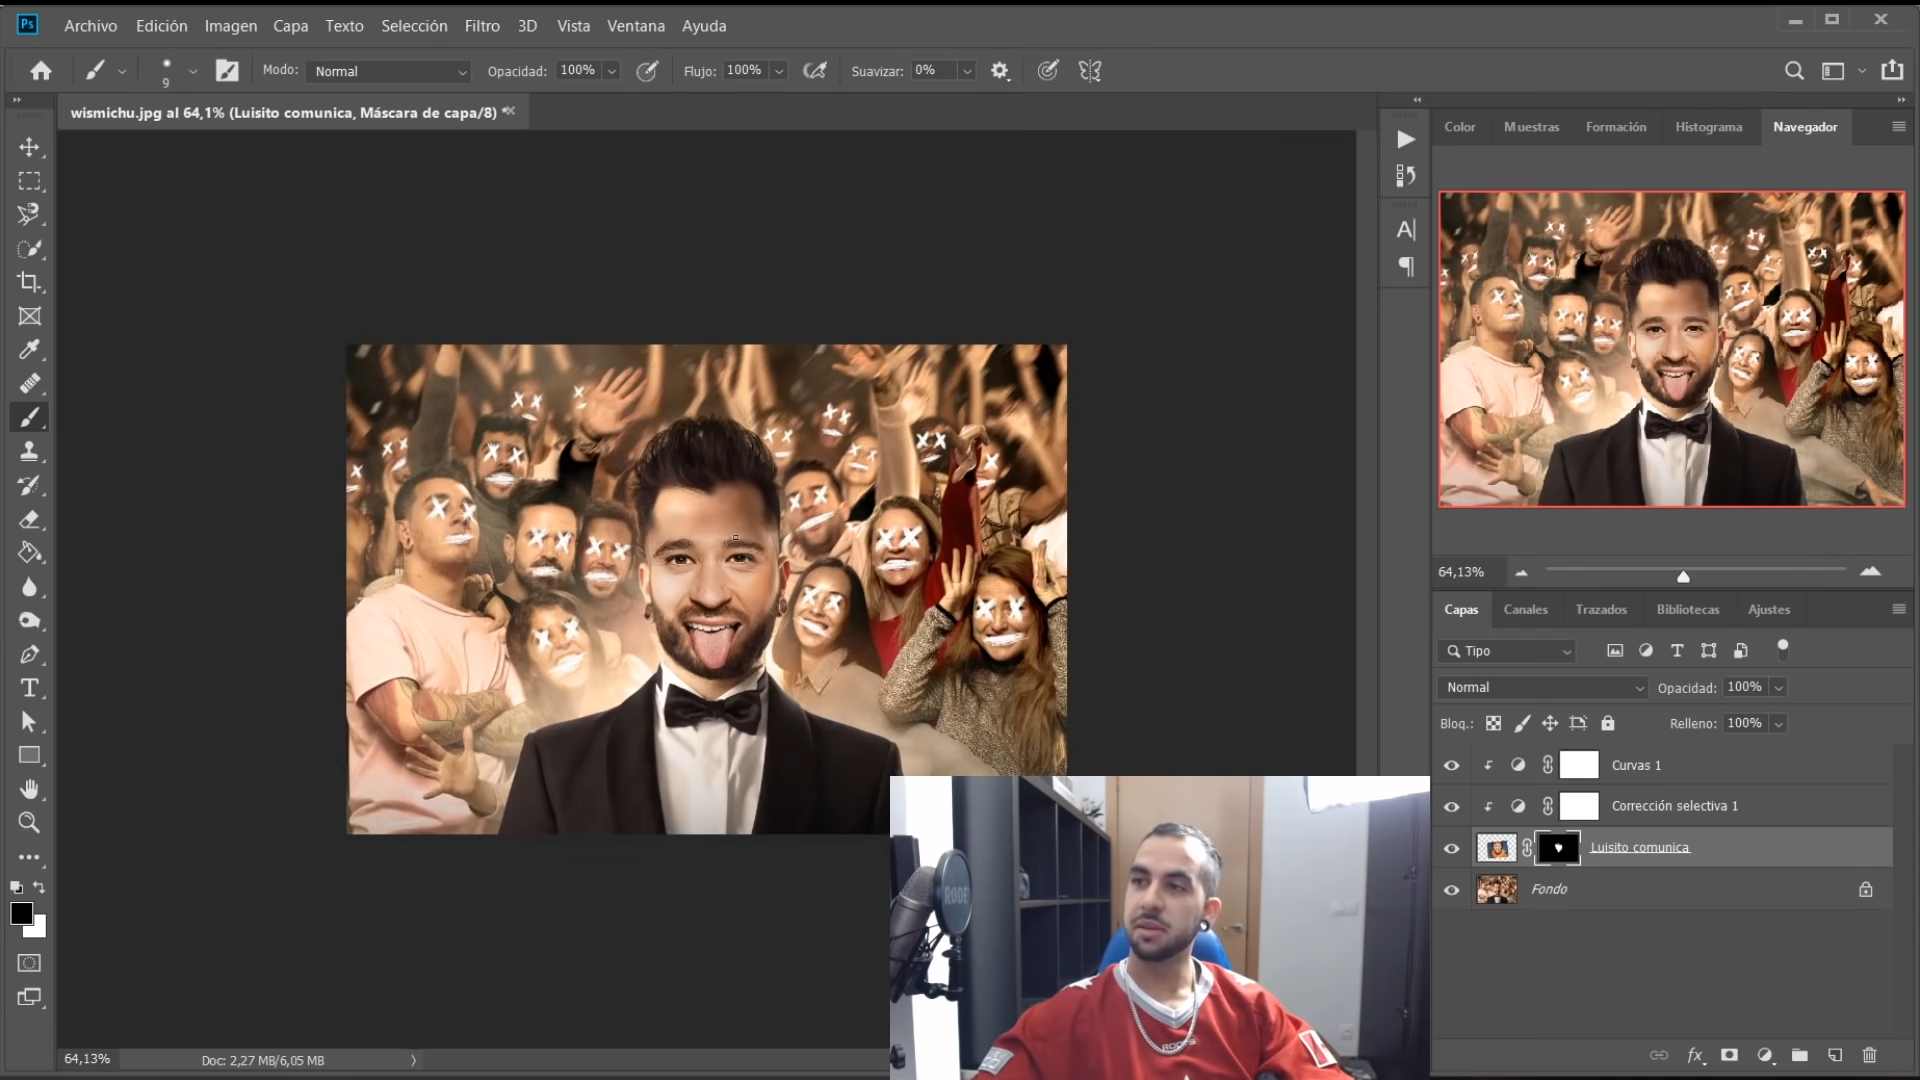 Ps Archivo Edición Imagen Capa Texto Selección Filtro 3D Vista Ventana Ayuda
9 Modo: Normal Opacidad: 100% Flujo: 100% Suavizar: 0%
wismichu.jpg al 64,1% (Luisito comunica, Máscara de capa/8) *
Color Muestras Formación Histograma Navegador
64,13%
Capas Canales Trazados Bibliotecas Ajustes
Tipo
Normal Opacidad: 100%
Bloq.: Relleno: 100%
Curvas 1
Corrección selectiva 1
Luisito comunica
Fondo
RODE
64,13% Doc: 2,27 MB/6,05 MB